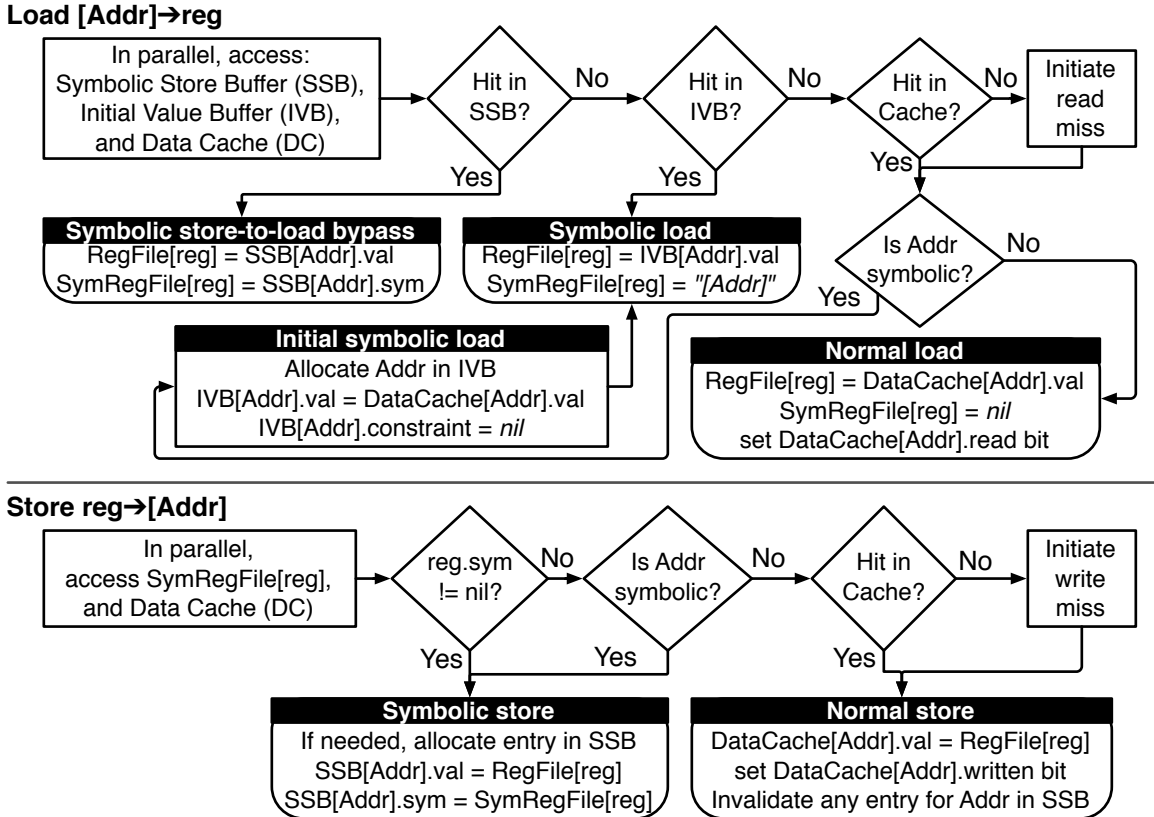 Load [Addr]➔reg
In parallel, access:
Symbolic Store Buffer (SSB),
Initial Value Buffer (IVB),
and Data Cache (DC)
Hit in
SSB?
No
Yes
Hit in
IVB?
No
Yes
Hit in
Cache?
No
Yes
Initiate
read
miss
Symbolic store-to-load bypass
RegFile[reg] = SSB[Addr].val
SymRegFile[reg] = SSB[Addr].sym
Symbolic load
RegFile[reg] = IVB[Addr].val
SymRegFile[reg] = "[Addr]"
Is Addr
symbolic?
No
Yes
Initial symbolic load
Allocate Addr in IVB
IVB[Addr].val = DataCache[Addr].val
IVB[Addr].constraint = nil
Normal load
RegFile[reg] = DataCache[Addr].val
SymRegFile[reg] = nil
set DataCache[Addr].read bit
Store reg➔[Addr]
In parallel,
access SymRegFile[reg],
and Data Cache (DC)
reg.sym
!= nil?
No
Yes
Is Addr
symbolic?
No
Yes
Hit in
Cache?
No
Yes
Initiate
write
miss
Symbolic store
If needed, allocate entry in SSB
SSB[Addr].val = RegFile[reg]
SSB[Addr].sym = SymRegFile[reg]
Normal store
DataCache[Addr].val = RegFile[reg]
set DataCache[Addr].written bit
Invalidate any entry for Addr in SSB